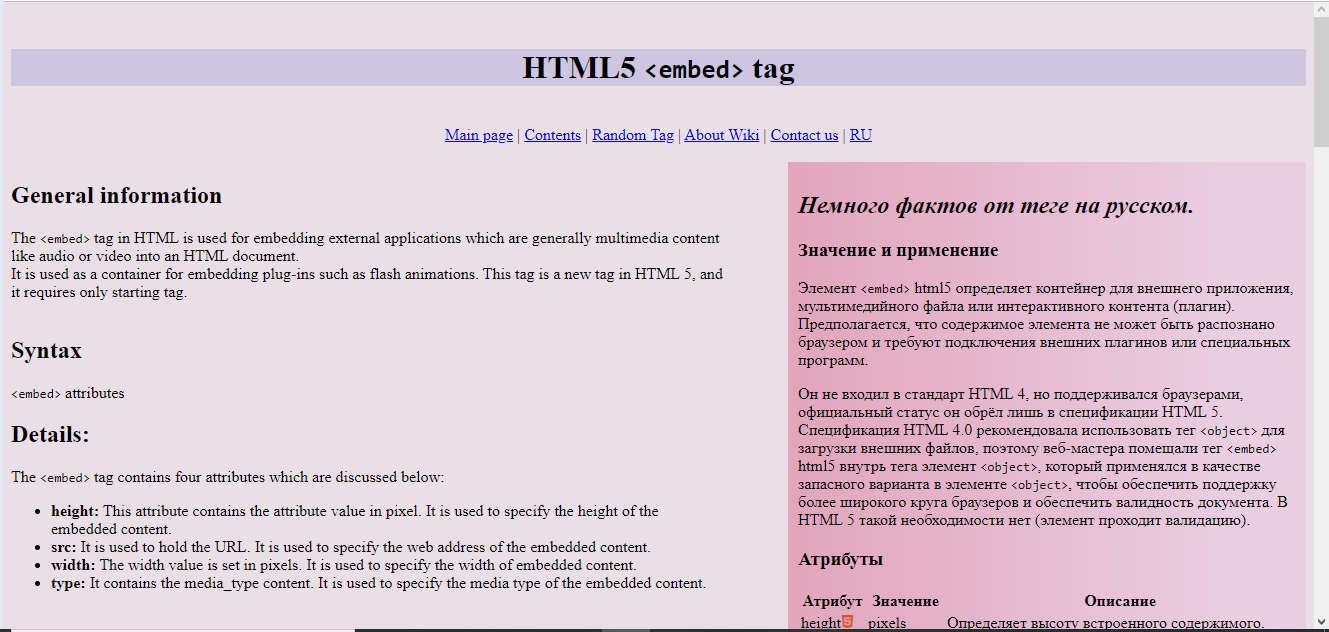 HTML5 <embed> tag
Main page | Contents | Random Tag | About Wiki | Contact us | RU
General information
The <embed> tag in HTML is used for embedding external applications which are generally multimedia content
like audio or video into an HTML document.
It is used as a container for embedding plug-ins such as flash animations. This tag is a new tag in HTML 5, and
it requires only starting tag.
Syntax
<embed> attributes
Details:
The <embed> tag contains four attributes which are discussed below:
• height: This attribute contains the attribute value in pixel. It is used to specify the height of the
embedded content.
• src: It is used to hold the URL. It is used to specify the web address of the embedded content.
• width: The width value is set in pixels. It is used to specify the width of embedded content.
• type: It contains the media_type content. It is used to specify the media type of the embedded content.
Немного фактов от теге на русском.
Значение и применение
Элемент <embed> html5 определяет контейнер для внешнего приложения,
мультимедийного файла или интерактивного контента (плагин).
Предполагается, что содержимое элемента не может быть распознано
браузером и требуют подключения внешних плагинов или специальных
программ.
Он не входил в стандарт HTML 4, но поддерживался браузерами,
официальный статус он обрёл лишь в спецификации HTML 5.
Спецификация HTML 4.0 рекомендовала использовать тег <object> для
загрузки внешних файлов, поэтому веб-мастера помещали тег <embed>
html5 внутрь тега элемент <object>, который применялся в качестве
запасного варианта в элементе <object>, чтобы обеспечить поддержку
более широкого круга браузеров и обеспечить валидность документа. В
HTML 5 такой необходимости нет (элемент проходит валидацию).
Атрибуты
Атрибут Значение Описание
height pixels Определяет высоту встроенного содержимого.